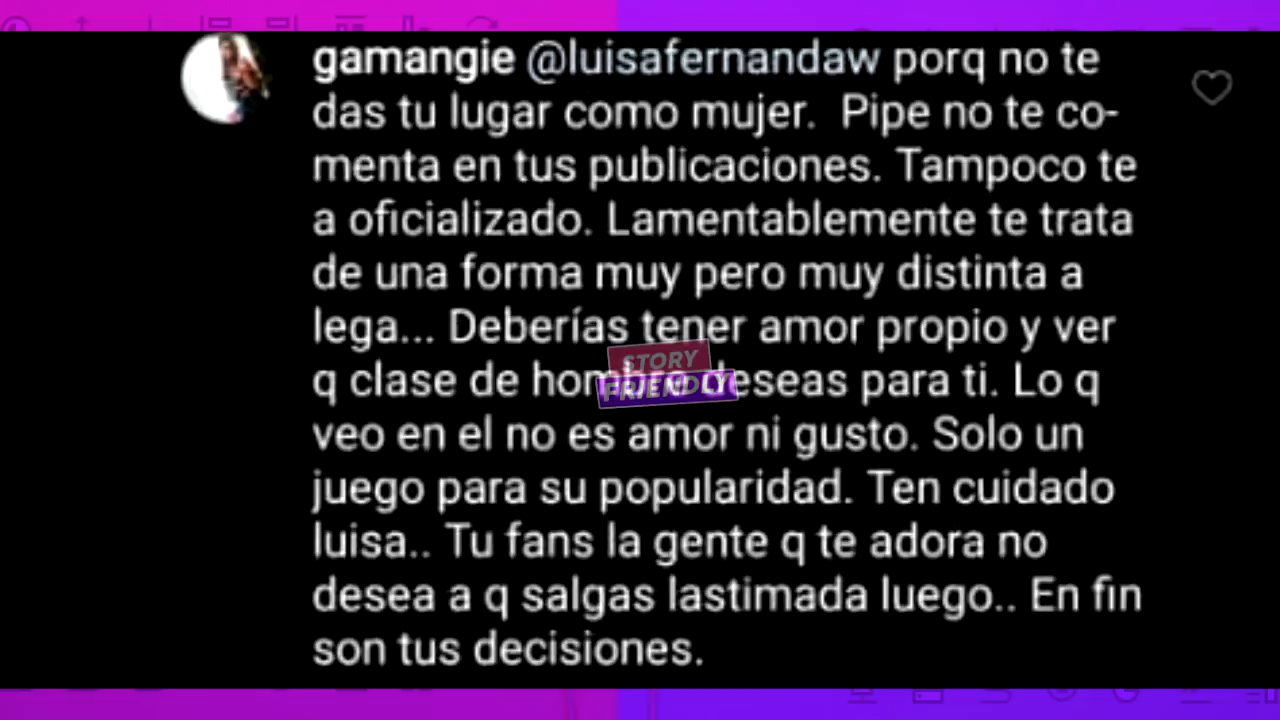 gamangie @luisafernandaw porq no te
das tu lugar como mujer. Pipe no te co-
menta en tus publicaciones. Tampoco te
a oficializado. Lamentablemente te trata
de una forma muy pero muy distinta a
lega... Deberías tener amor propio y ver
q clase de hombre deseas para ti. Lo q
STORY
FRIENDLY
veo en el no es amor ni gusto. Solo un
juego para su popularidad. Ten cuidado
luisa.. Tu fans la gente q te adora no
desea a q salgas lastimada luego.. En fin
son tus decisiones.